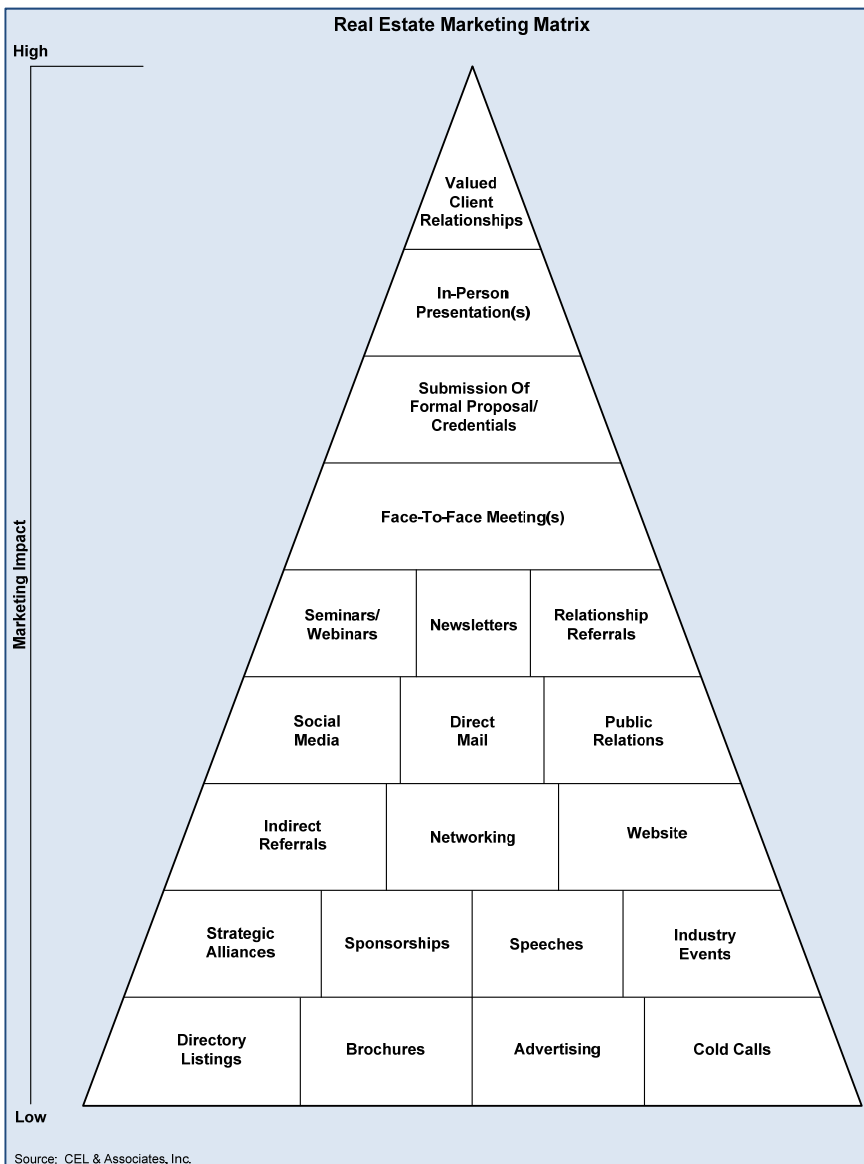 Real Estate Marketing Matrix
High
Valued
Client
Relationships
In-Person
Presentation(s)
Submission Of
Formal Proposal/
Credentials
Face-To-Face Meeting(s)
Marketing Impact
Seminars/
Webinars
Newsletters
Relationship
Referrals
Social
Media
Direct
Mail
Public
Relations
Indirect
Referrals
Networking
Website
Strategic
Alliances
Sponsorships
Speeches
Industry
Events
Directory
Listings
Brochures
Advertising
Cold Calls
Low
Source: CEL & Associates, Inc.